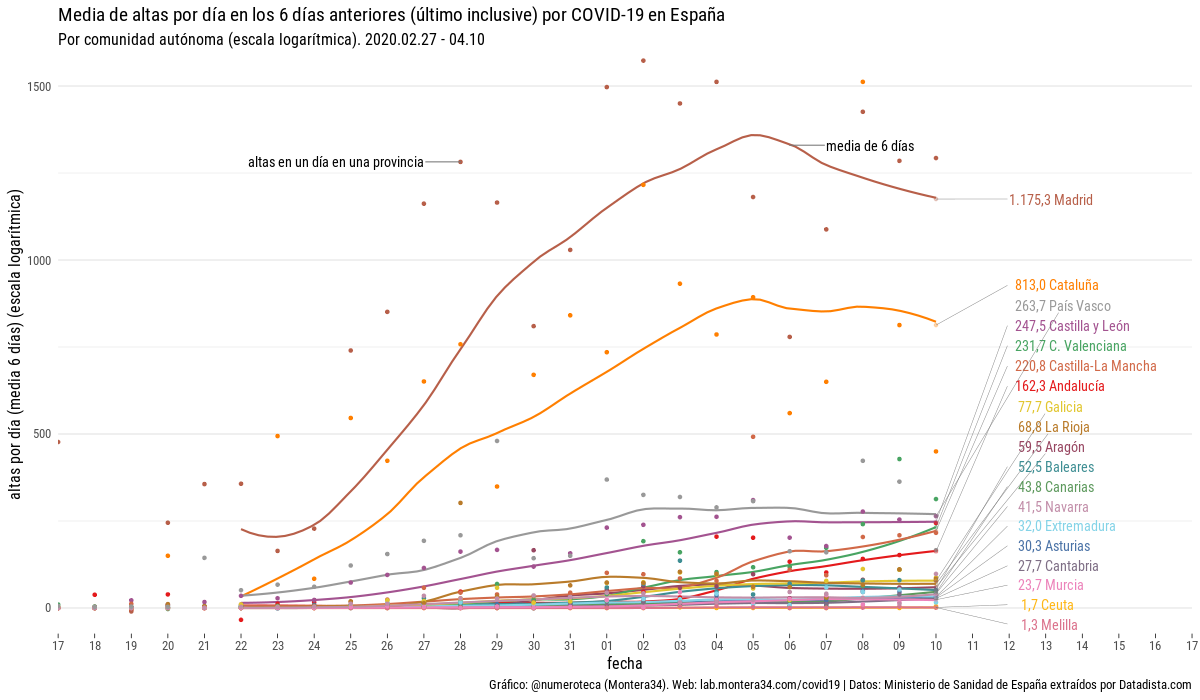 Media de altas por día en los 6 días anteriores (último inclusive) por COVID-19 en España
Por comunidad autónoma (escala logarítmica). 2020.02.27 - 04.10
altas por día (media 6 días) (escala logarítmica)
1500
1000
500
0
altas en un día en una provincia
media de 6 días
1.175,3 Madrid
813,0 Cataluña
263,7 País Vasco
247,5 Castilla y León
231,7 C. Valenciana
220,8 Castilla-La Mancha
162,3 Andalucía
77,7 Galicia
68,8 La Rioja
59,5 Aragón
52,5 Baleares
43,8 Canarias
41,5 Navarra
32,0 Extremadura
30,3 Asturias
27,7 Cantabria
23,7 Murcia
1,7 Ceuta
1,3 Melilla
17 18 19 20 21 22 23 24 25 26 27 28 29 30 31 01 02 03 04 05 06 07 08 09 10 11 12 13 14 15 16 17
fecha
Gráfico: @numeroteca (Montera34). Web: lab.montera34.com/covid19 | Datos: Ministerio de Sanidad de España extraídos por Datadista.com